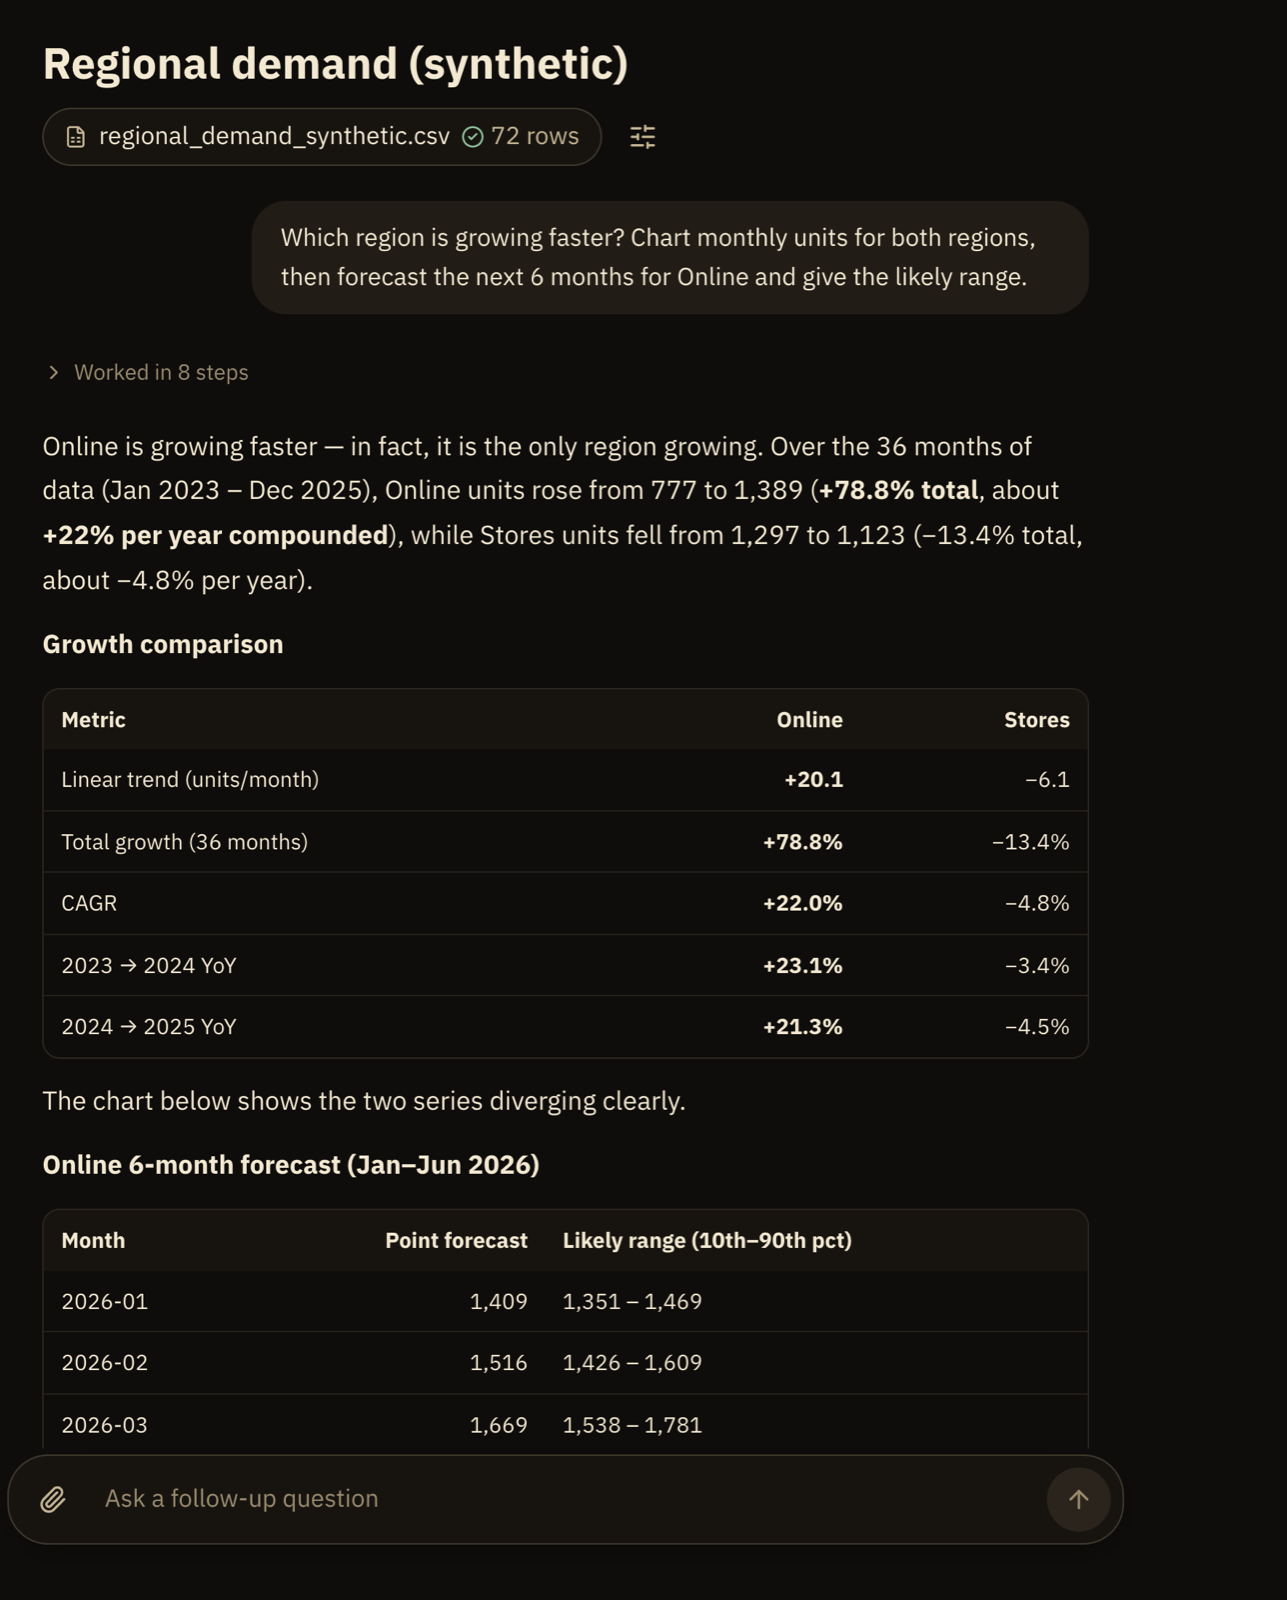 Regional demand (synthetic)
regional_demand_synthetic.csv 72 rows
Which region is growing faster? Chart monthly units for both regions,
then forecast the next 6 months for Online and give the likely range.
Worked in 8 steps
Online is growing faster — in fact, it is the only region growing. Over the 36 months of
data (Jan 2023 – Dec 2025), Online units rose from 777 to 1,389 (+78.8% total, about
+22% per year compounded), while Stores units fell from 1,297 to 1,123 (−13.4% total,
about −4.8% per year).
Growth comparison
Metric Online Stores
Linear trend (units/month) +20.1 −6.1
Total growth (36 months) +78.8% −13.4%
CAGR +22.0% −4.8%
2023 → 2024 YoY +23.1% −3.4%
2024 → 2025 YoY +21.3% −4.5%
The chart below shows the two series diverging clearly.
Online 6-month forecast (Jan–Jun 2026)
Month Point forecast Likely range (10th–90th pct)
2026-01 1,409 1,351 – 1,469
2026-02 1,516 1,426 – 1,609
2026-03 1,669 1,538 – 1,781
Ask a follow-up question